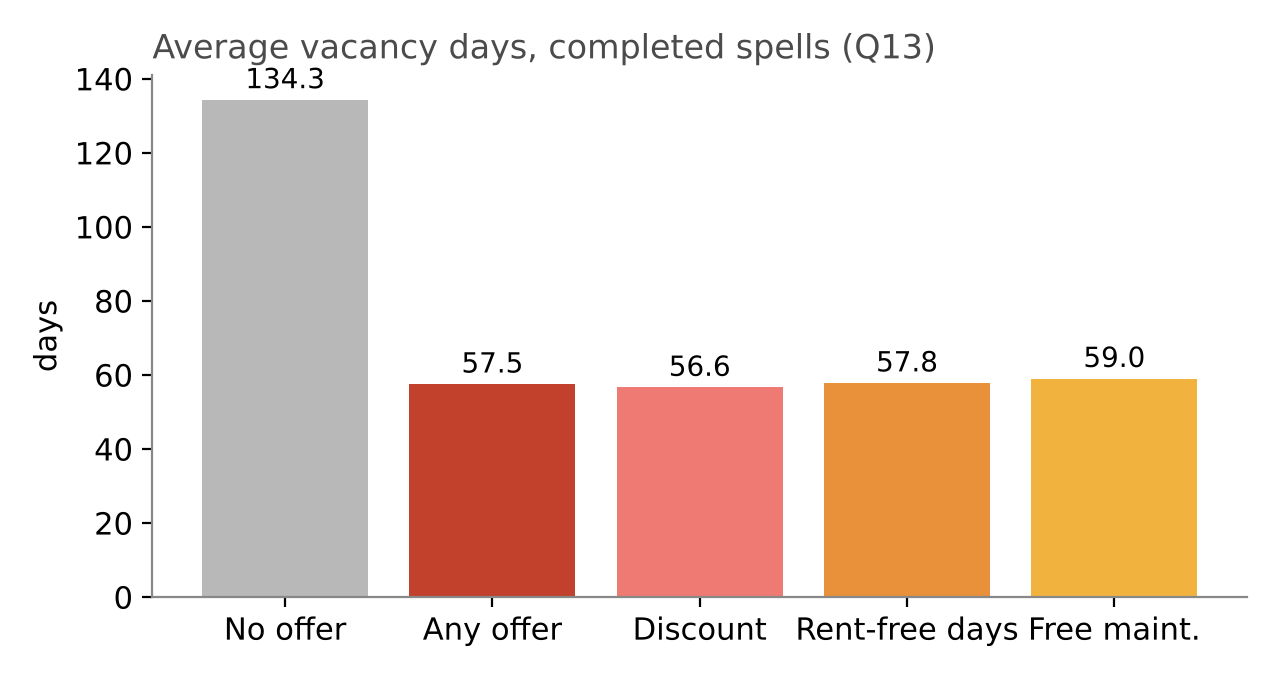 Average vacancy days, completed spells (Q13)
140
120
100
80
60
40
20
0
days
134.3
57.5
56.6
57.8
59.0
No offer
Any offer
Discount
Rent-free days
Free maint.